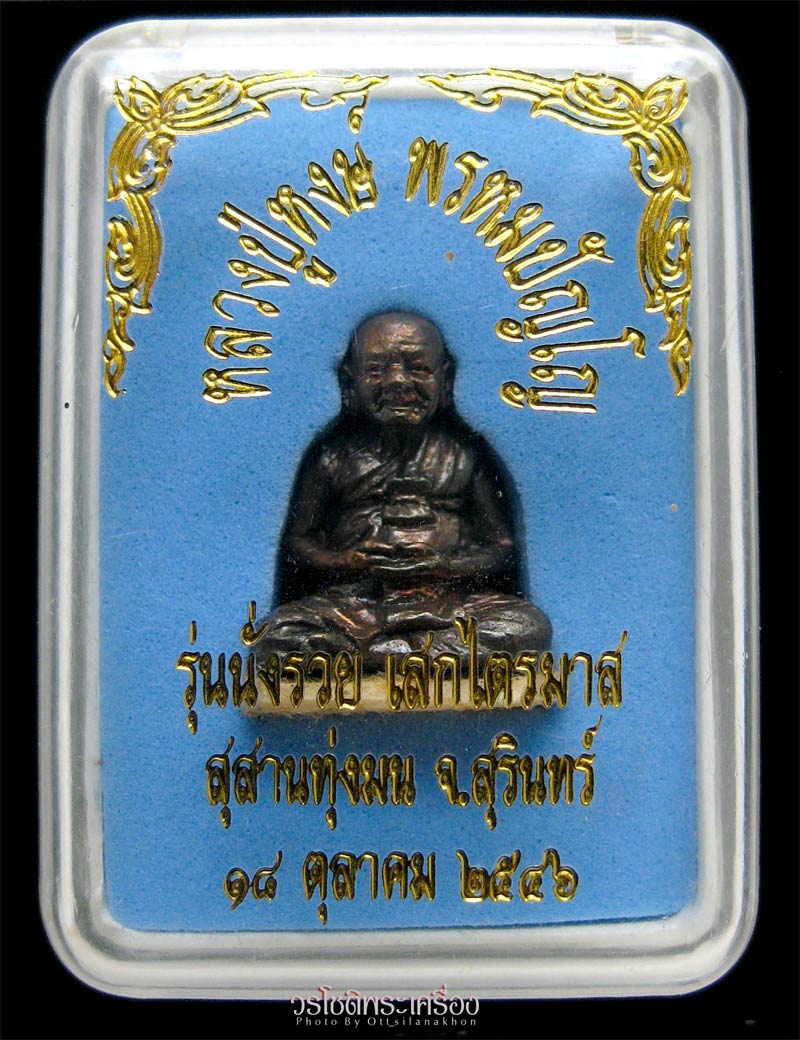 หลวงปู่หงษ์ พรหมปัญโญ
รุ่นนั่งรวย เสกไตรมาส
สุสานทุ่งมน จ.สุรินทร์
๑๘ ตุลาคม ๒๕๔๖
วรโชติพระเครื่อง
Photo By Ottsilanakhon